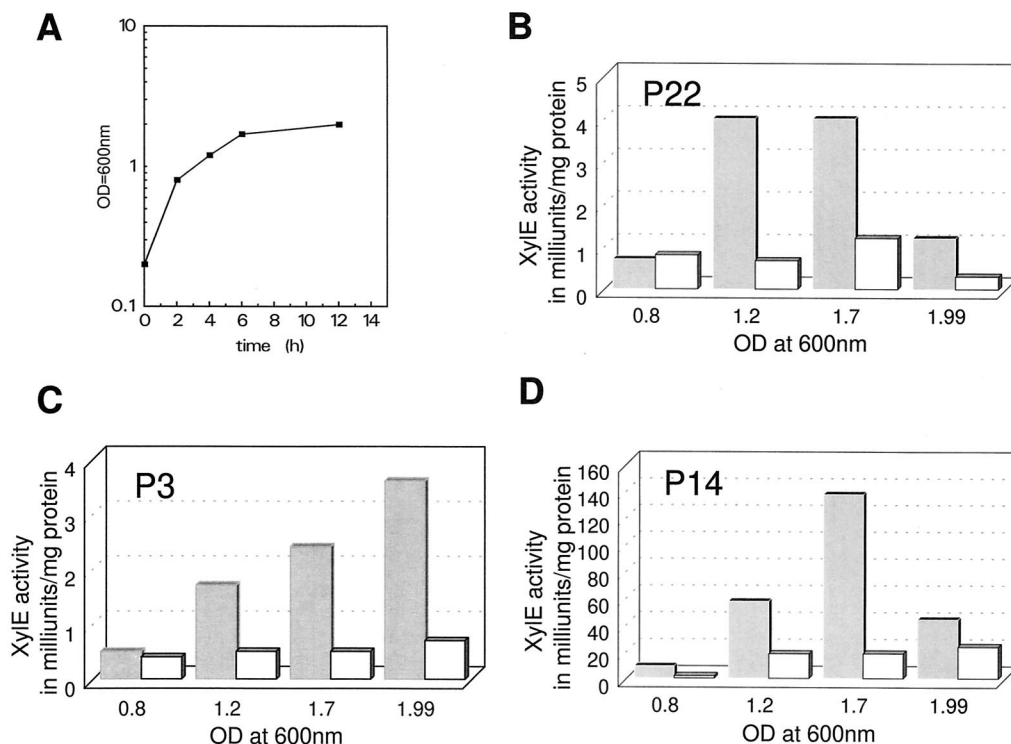 A
10
1
0.1
OD=600nm
0 2 4 6 8 10 12 14
time (h)
B
P22
5
4
3
2
1
0
XylE activity
in milliunits/mg protein
0.8 1.2 1.7 1.99
OD at 600nm
C
P3
4
3
2
1
0
XylE activity
in milliunits/mg protein
0.8 1.2 1.7 1.99
OD at 600nm
D
P14
160
140
120
100
80
60
40
20
0
XylE activity
in milliunits/mg protein
0.8 1.2 1.7 1.99
OD at 600nm